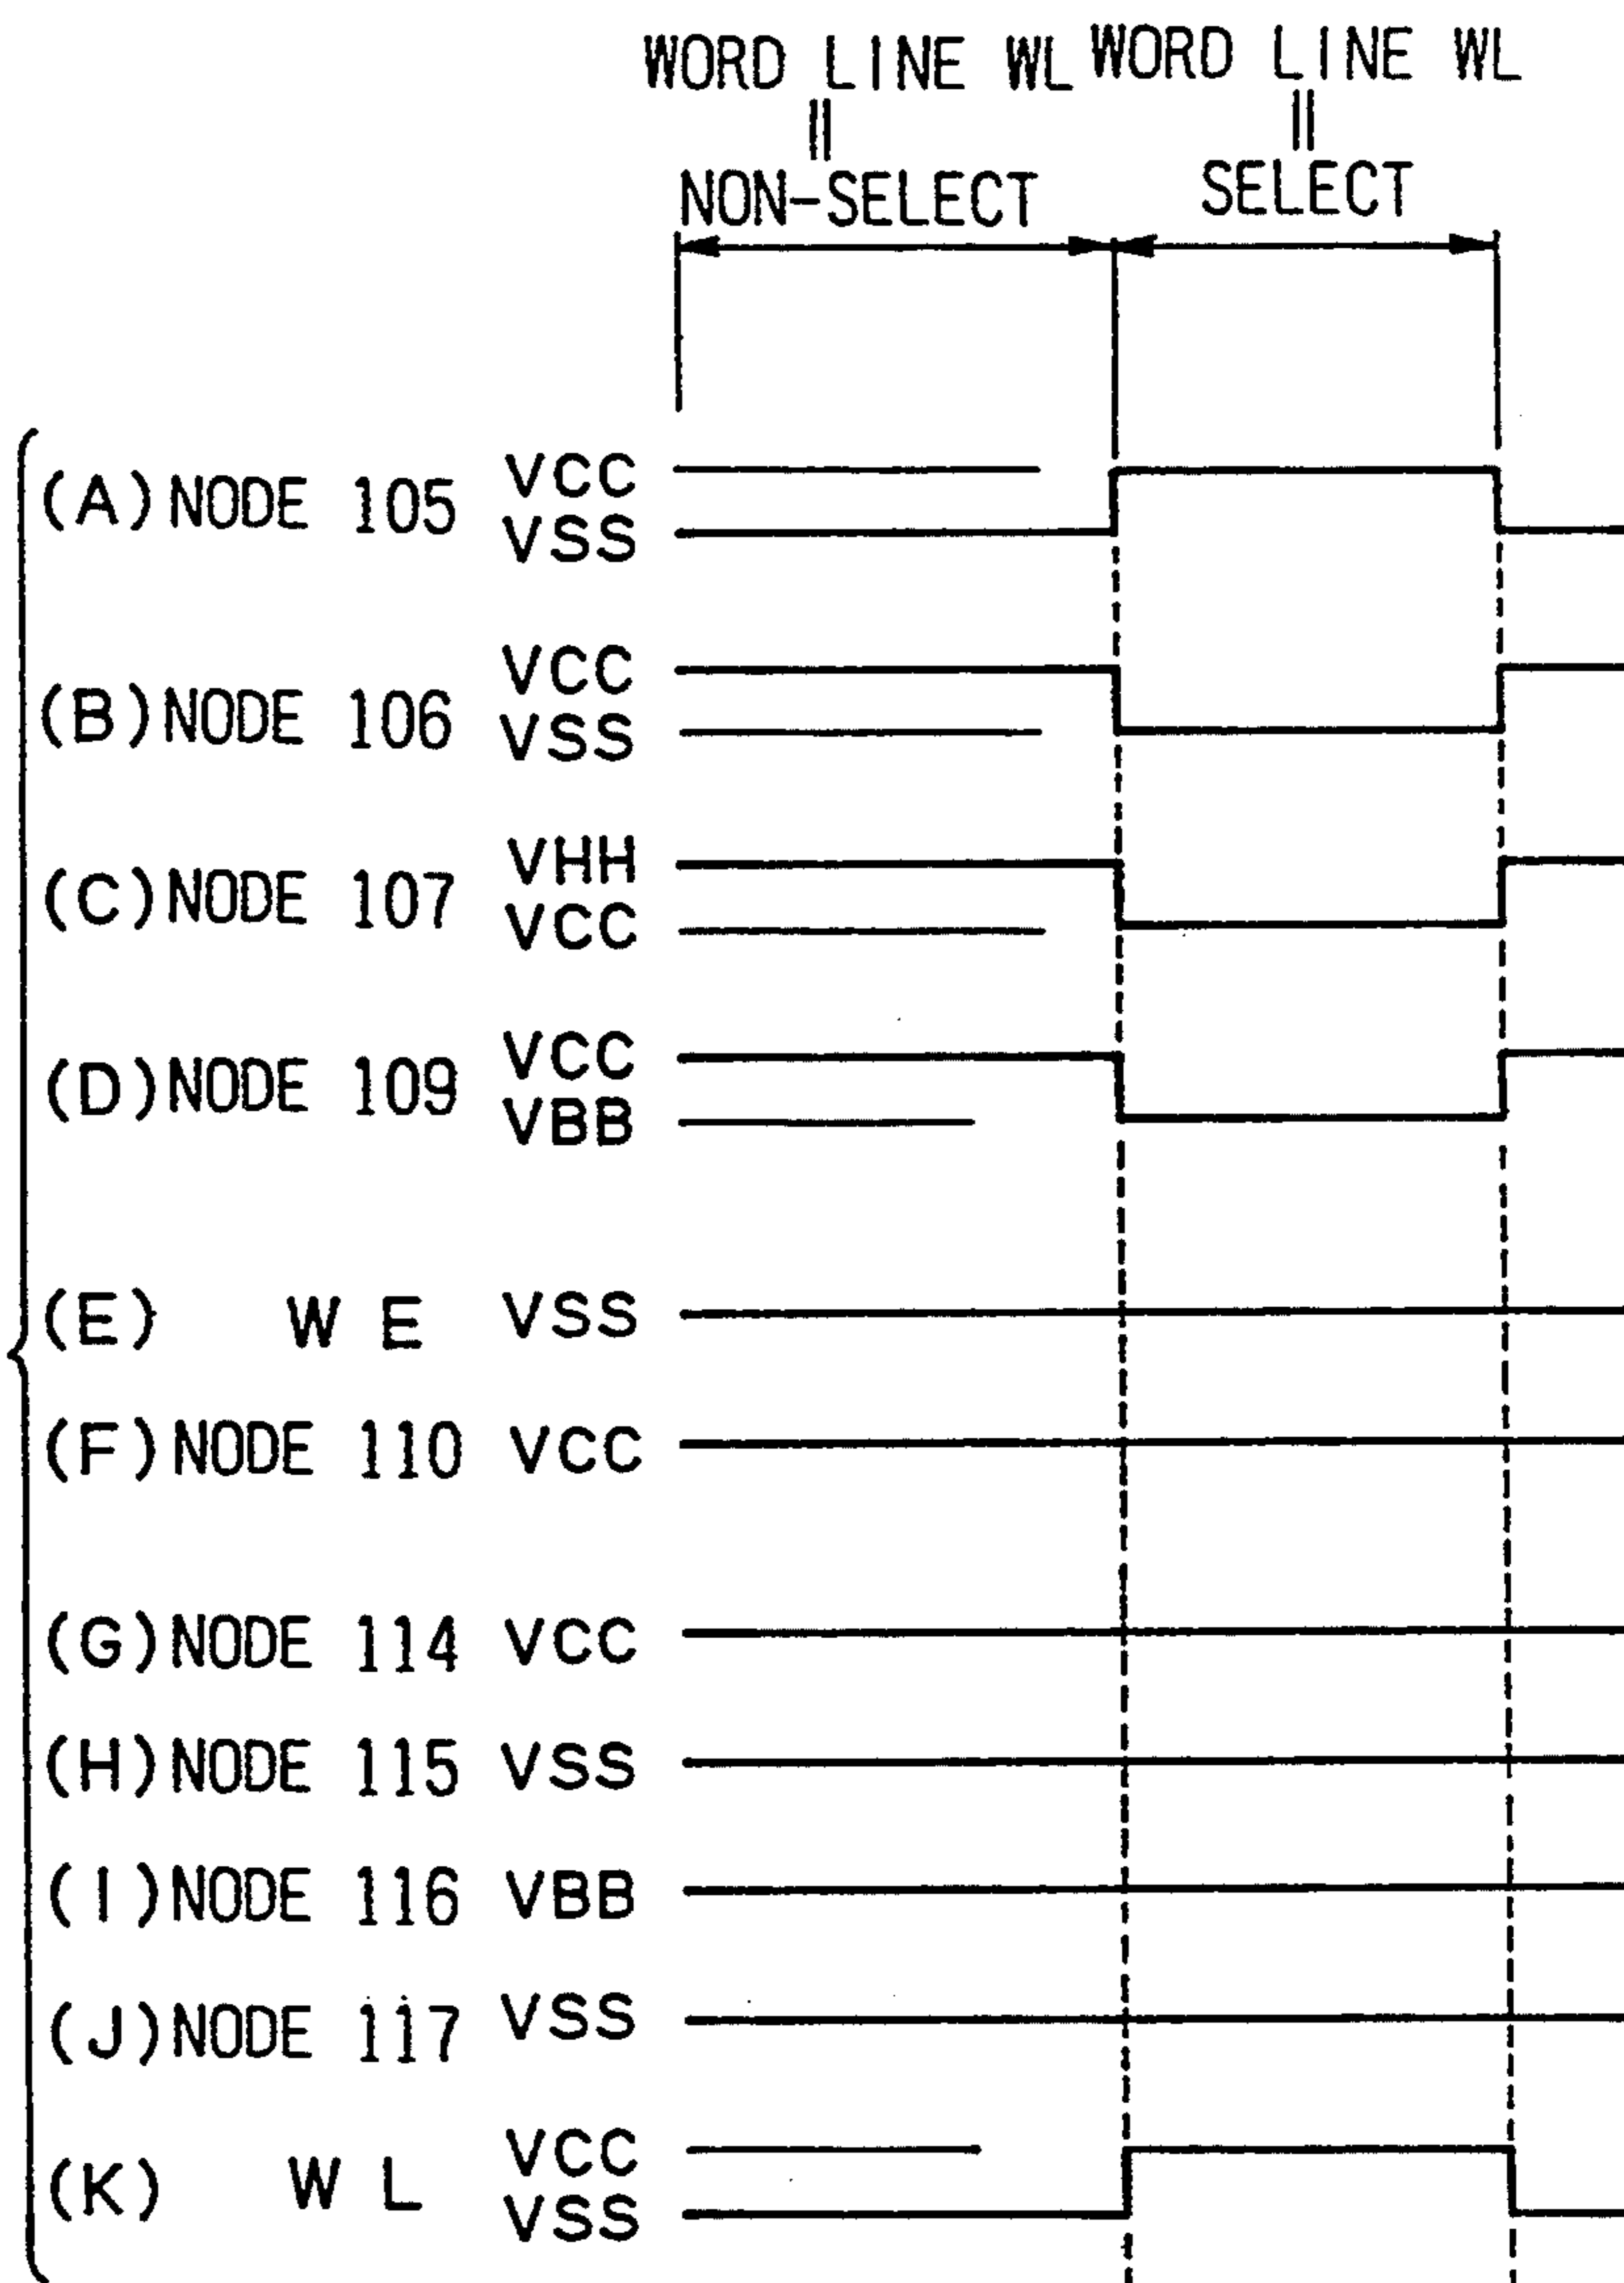 WORD LINE WL WORD LINE WL
= =
NON-SELECT SELECT
(A) NODE 105 VCC
VSS
(B) NODE 106 VCC
VSS
(C) NODE 107 VHH
VCC
(D) NODE 109 VCC
VBB
(E) WE VSS
(F) NODE 110 VCC
(G) NODE 114 VCC
(H) NODE 115 VSS
(I) NODE 116 VBB
(J) NODE 117 VSS
(K) WL VCC
VSS